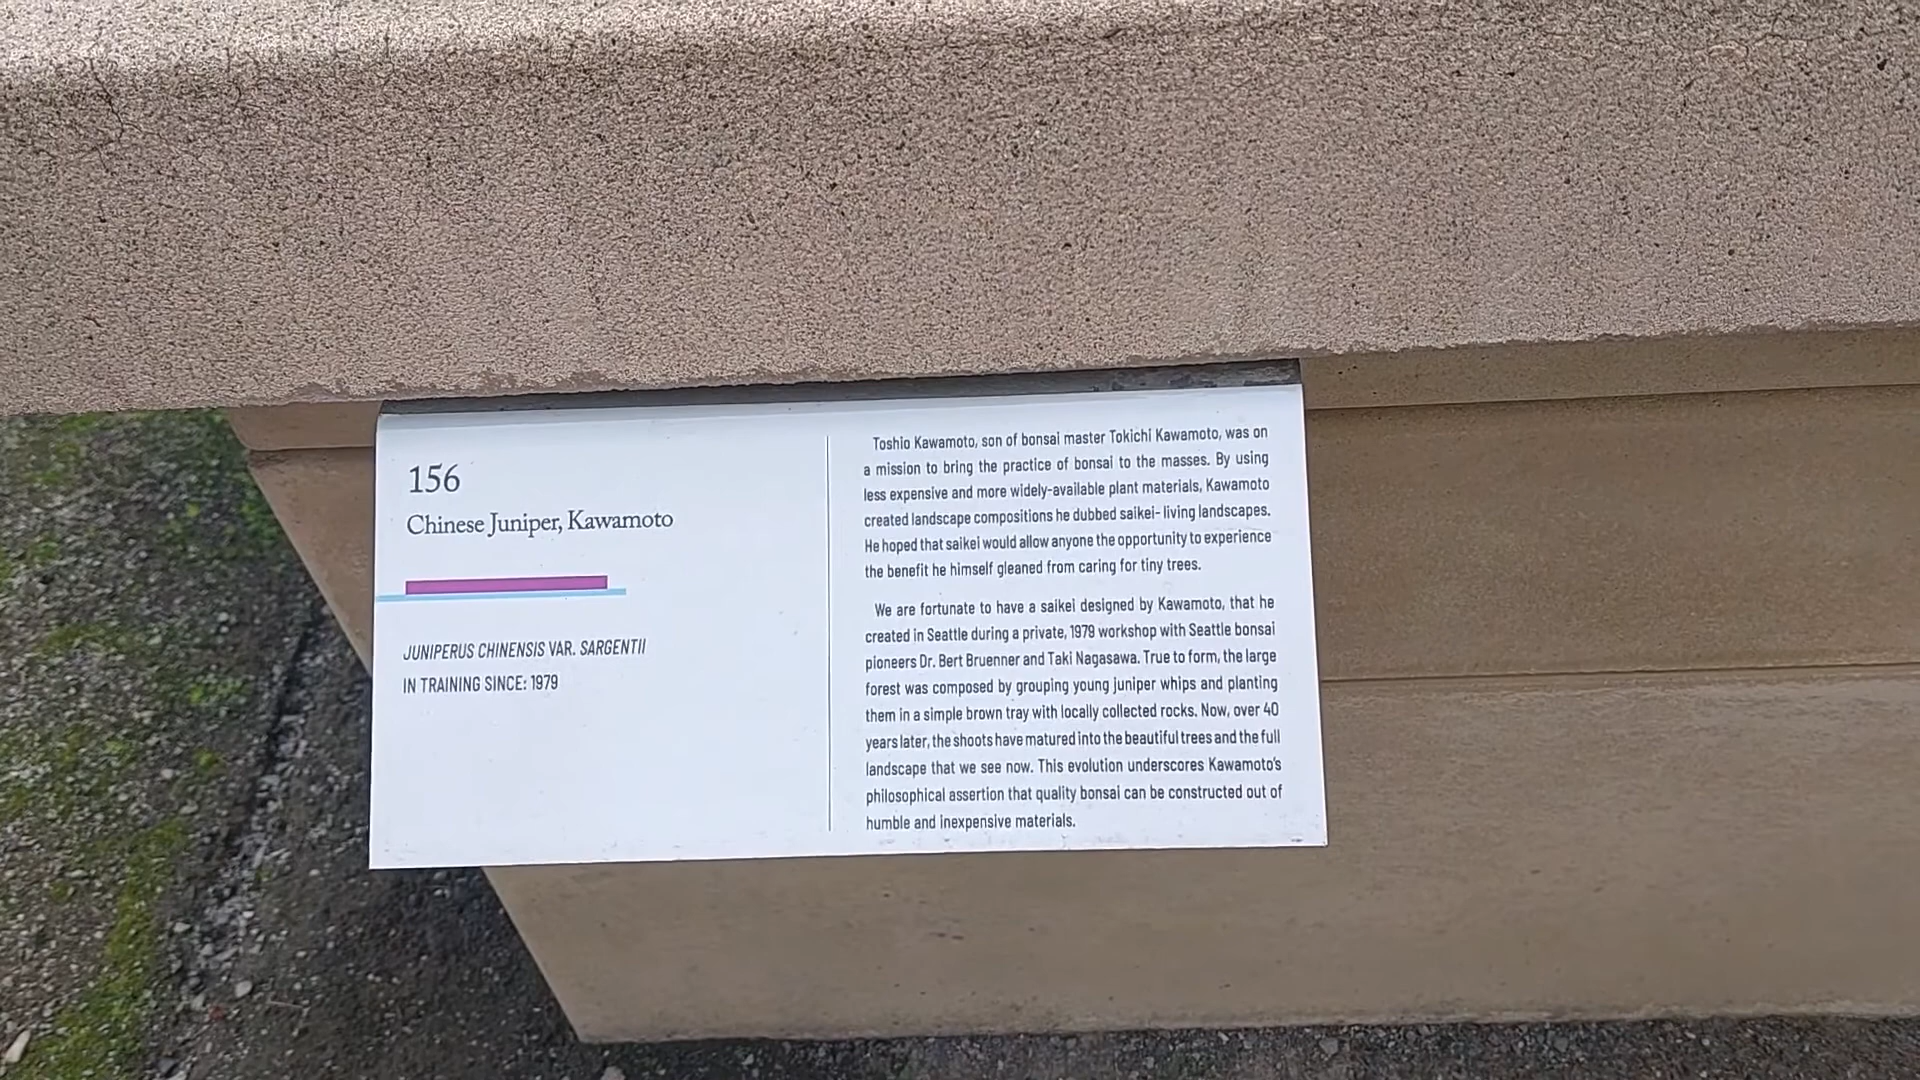 156
Chinese Juniper, Kawamoto
JUNIPERUS CHINENSIS VAR. SARGENTII
IN TRAINING SINCE: 1979
Toshio Kawamoto, son of bonsai master Tokichi Kawamoto, was on
a mission to bring the practice of bonsai to the masses. By using
less expensive and more widely-available plant materials, Kawamoto
created landscape compositions he dubbed saikei- living landscapes.
He hoped that saikei would allow anyone the opportunity to experience
the benefit he himself gleaned from caring for tiny trees.
We are fortunate to have a saikei designed by Kawamoto, that he
created in Seattle during a private, 1979 workshop with Seattle bonsai
pioneers Dr. Bert Bruenner and Taki Nagasawa. True to form, the large
forest was composed by grouping young juniper whips and planting
them in a simple brown tray with locally collected rocks. Now, over 40
years later, the shoots have matured into the beautiful trees and the full
landscape that we see now. This evolution underscores Kawamoto's
philosophical assertion that quality bonsai can be constructed out of
humble and inexpensive materials.